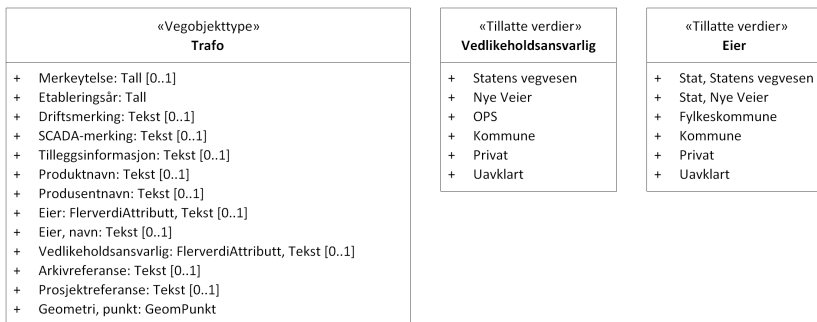 «Vegobjekttype»
Trafo
+ Merkeytelse: Tall [0..1]
+ Etableringsår: Tall
+ Driftsmerking: Tekst [0..1]
+ SCADA-merking: Tekst [0..1]
+ Tilleggsinformasjon: Tekst [0..1]
+ Produktnavn: Tekst [0..1]
+ Produsentnavn: Tekst [0..1]
+ Eier: FlerverdiAttributt, Tekst [0..1]
+ Eier, navn: Tekst [0..1]
+ Vedlikeholdsansvarlig: FlerverdiAttributt, Tekst [0..1]
+ Arkivreferanse: Tekst [0..1]
+ Prosjektreferanse: Tekst [0..1]
+ Geometri, punkt: GeomPunkt
«Tillatte verdier»
Vedlikeholdsansvarlig
+ Statens vegvesen
+ Nye Veier
+ OPS
+ Kommune
+ Privat
+ Uavklart
«Tillatte verdier»
Eier
+ Stat, Statens vegvesen
+ Stat, Nye Veier
+ Fylkeskommune
+ Kommune
+ Privat
+ Uavklart